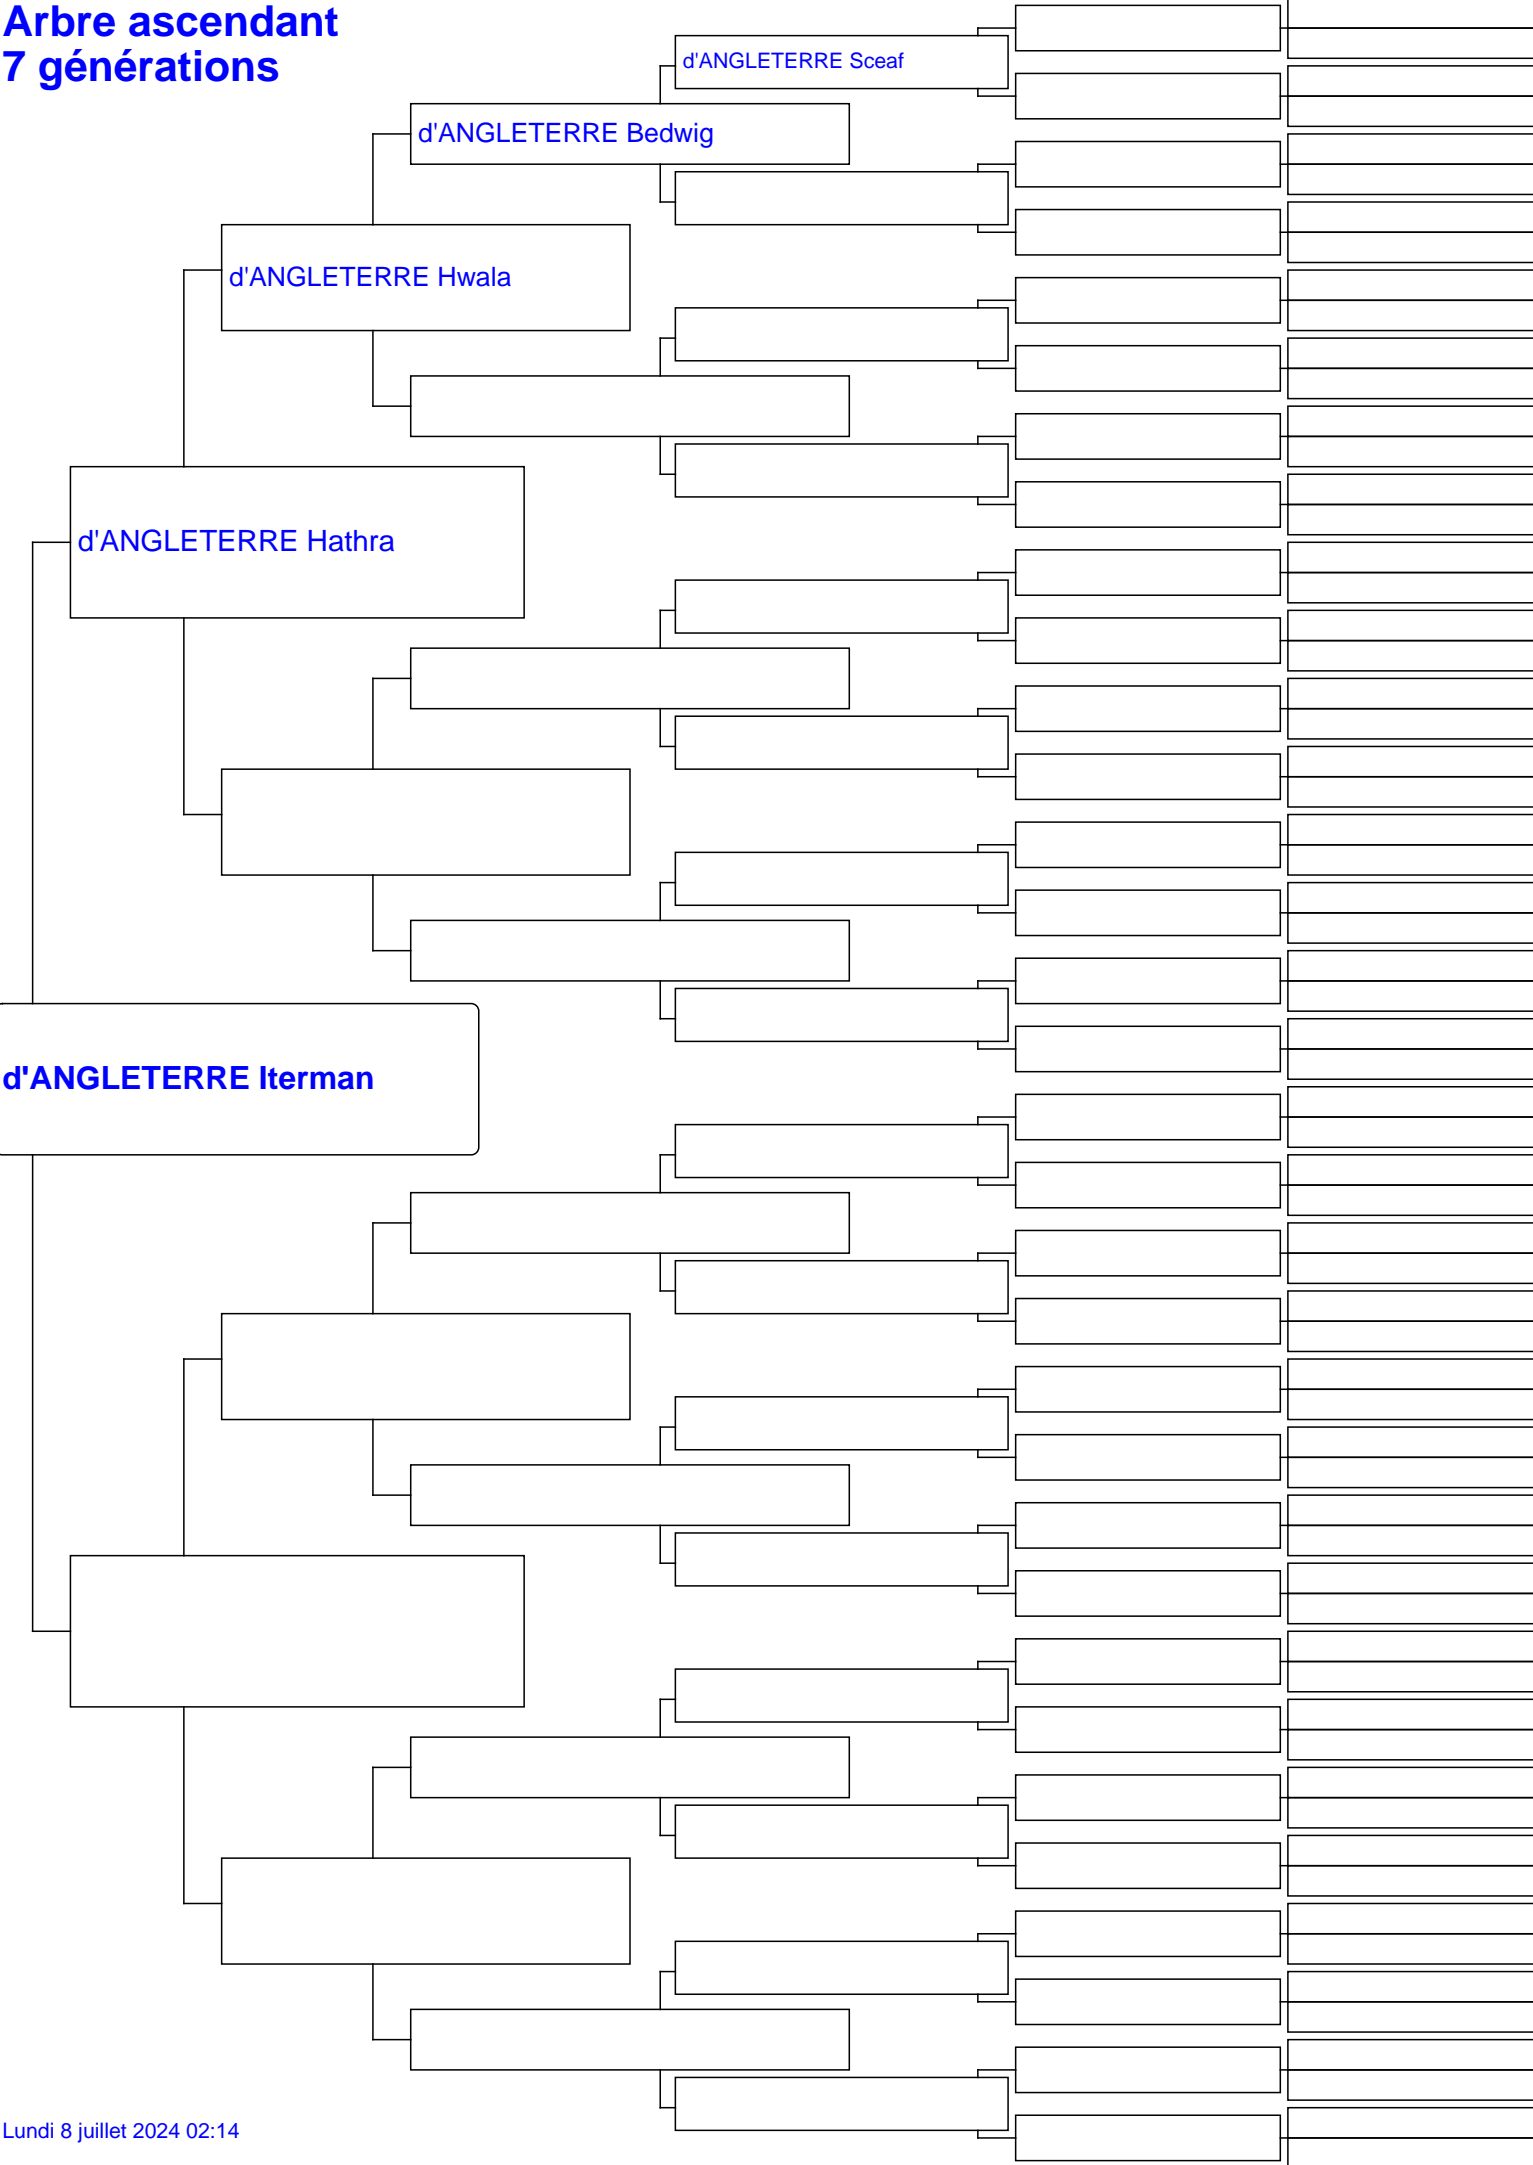 Arbre ascendant
7 générations
d'ANGLETERRE Sceaf
d'ANGLETERRE Bedwig
d'ANGLETERRE Hwala
d'ANGLETERRE Hathra
d'ANGLETERRE Iterman
Lundi 8 juillet 2024 02:14